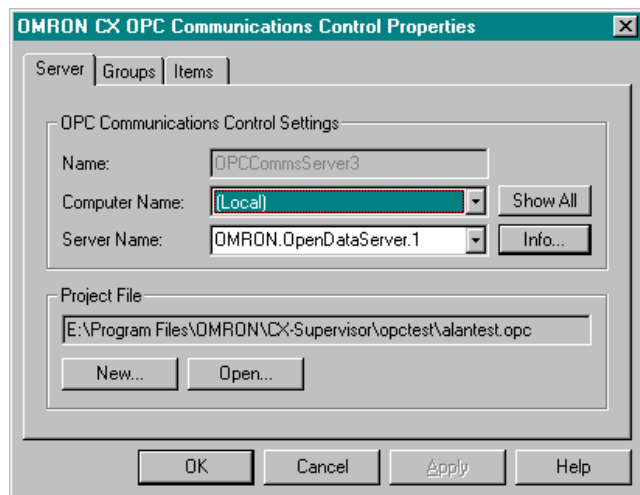 OMRON CX OPC Communications Control Properties
Server Groups Items
OPC Communications Control Settings
Name: OPCCommsServer3
Computer Name: (Local) Show All
Server Name: OMRON.OpenDataServer.1 Info...
Project File
E:\Program Files\OMRON\CX-Supervisor\opctest\alantest.opc
New... Open...
OK Cancel Apply Help